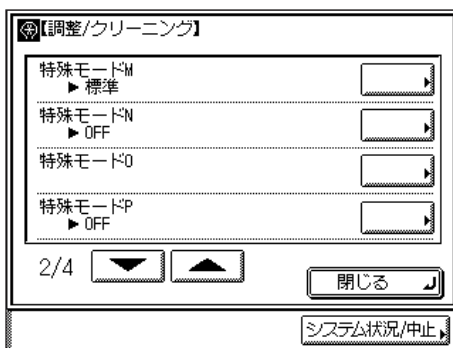 【調整/クリーニング】
特殊モードM
▶ 標準
特殊モードN
▶ OFF
特殊モードO
特殊モードP
▶ OFF
2/4
閉じる
システム状況/中止